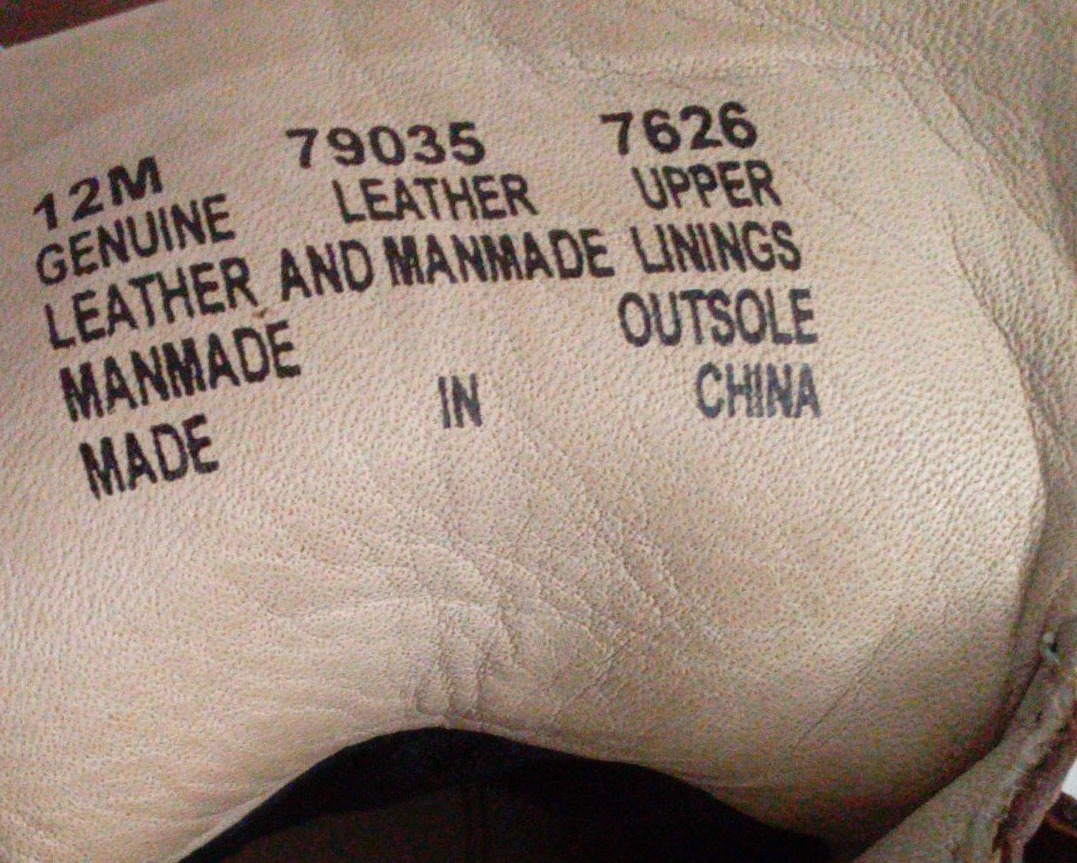 12M 79035 7626
GENUINE LEATHER UPPER
LEATHER AND MANMADE LININGS
MANMADE OUTSOLE
MADE IN CHINA